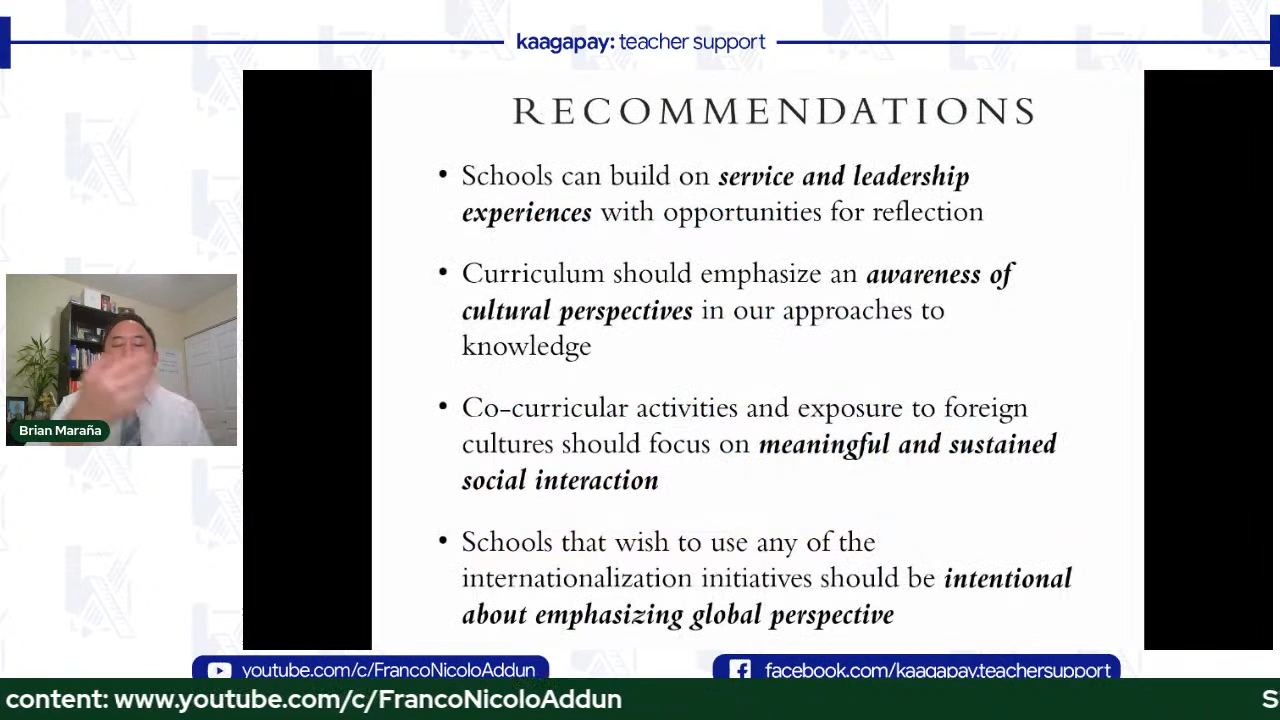 kaagapay: teacher support
RECOMMENDATIONS
• Schools can build on service and leadership
experiences with opportunities for reflection
• Curriculum should emphasize an awareness of
cultural perspectives in our approaches to
knowledge
• Co-curricular activities and exposure to foreign
cultures should focus on meaningful and sustained
social interaction
• Schools that wish to use any of the
internationalization initiatives should be intentional
about emphasizing global perspective
Brian Maraña
youtube.com/c/FrancoNicoloAddun
facebook.com/kaagapay.teachersupport
content: www.youtube.com/c/FrancoNicoloAddun
S